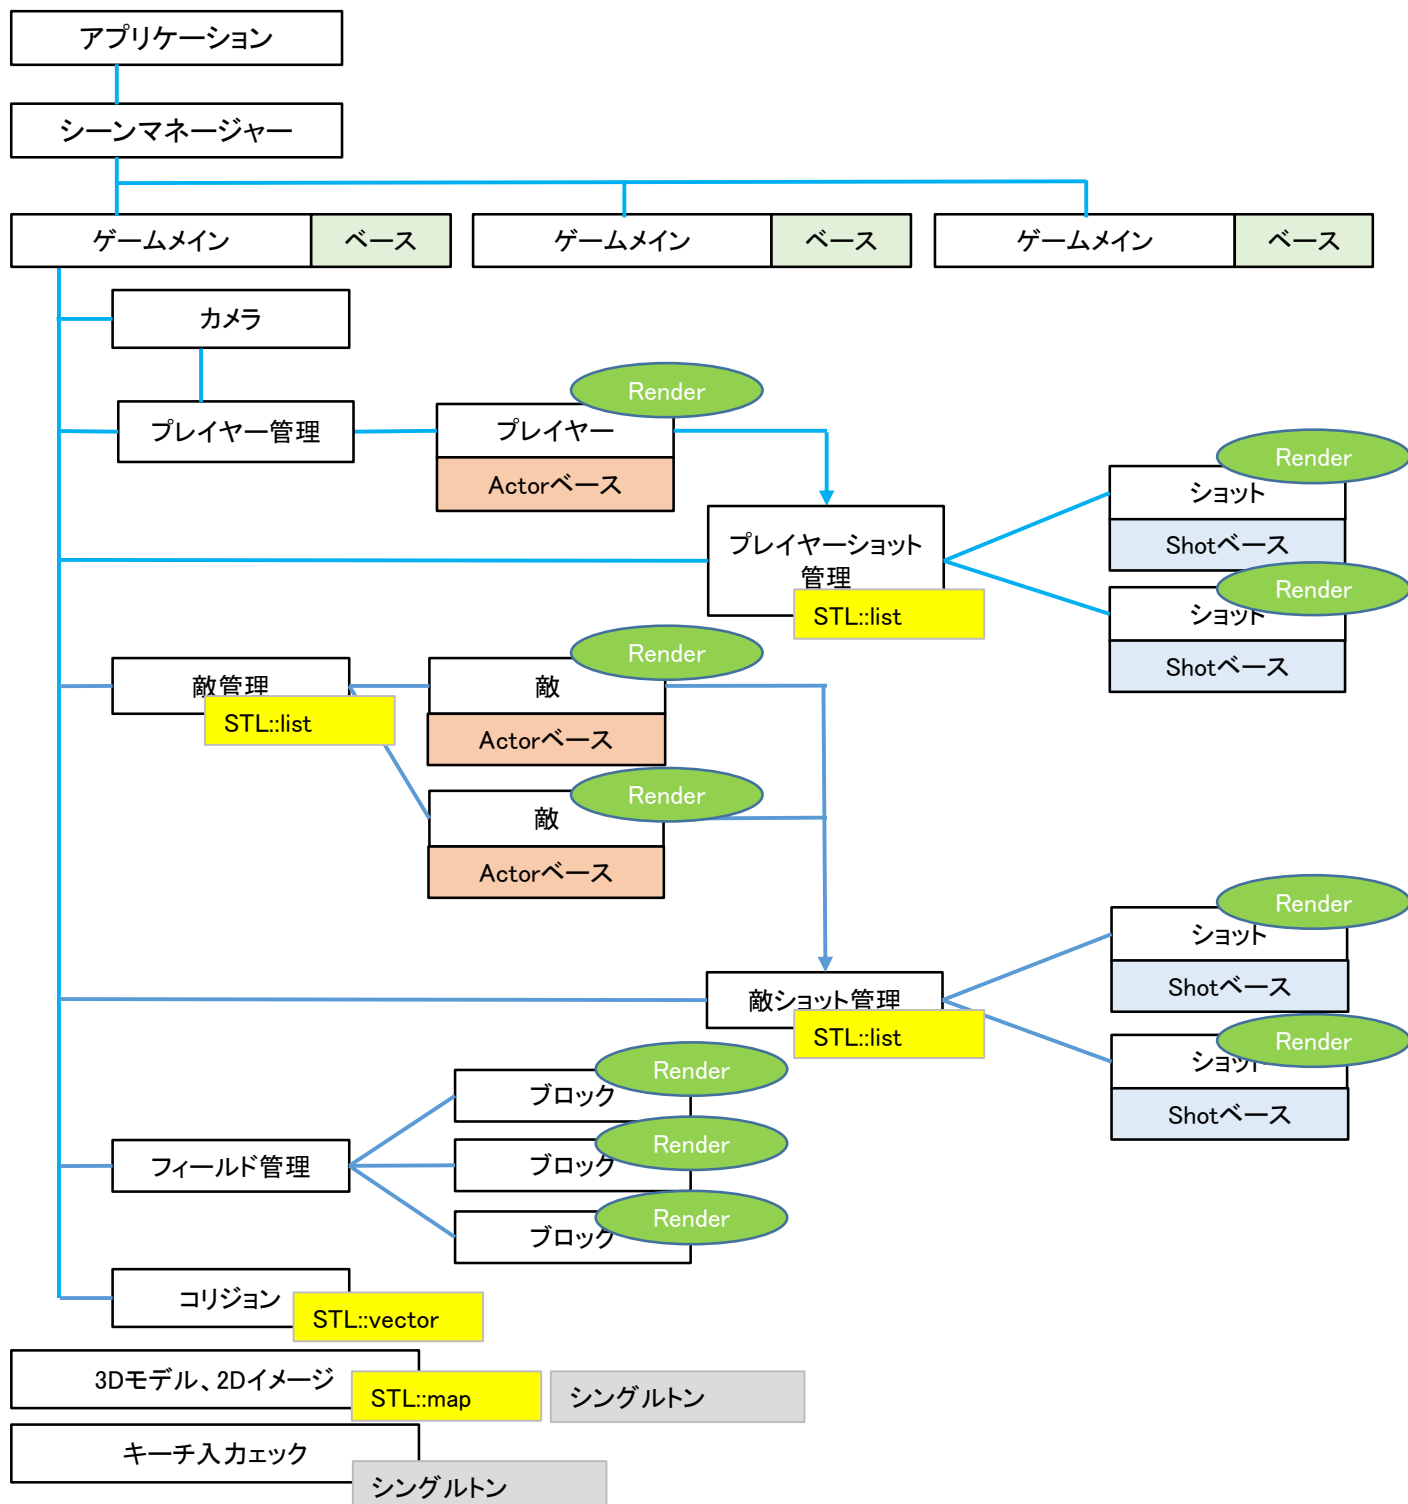 アプリケーション
シーンマネージャー
ゲームメイン ベース
ゲームメイン ベース
ゲームメイン ベース
カメラ
Render
プレイヤー管理
プレイヤー
Actorベース
Render
ショット
Shotベース
プレイヤーショット
管理
STL::list
Render
ショット
Shotベース
敵管理
STL::list
Render
敵
Actorベース
Render
敵
Actorベース
Render
ショット
Shotベース
敵ショット管理
STL::list
Render
ショット
Shotベース
Render
ブロック
フィールド管理
Render
ブロック
Render
ブロック
コリジョン
STL::vector
3Dモデル、2Dイメージ
STL::map
シングルトン
キーチ入力ェック
シングルトン